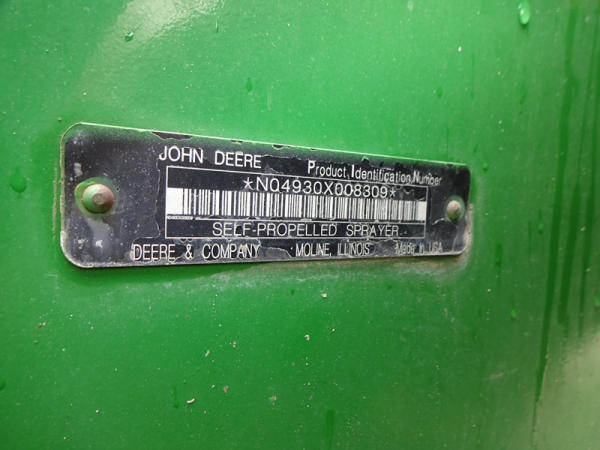 JOHN DEERE Product Identification Number
*N04930X008309*
SELF-PROPELLED SPRAYER
DEERE & COMPANY MOLINE, ILLINOIS Made in USA